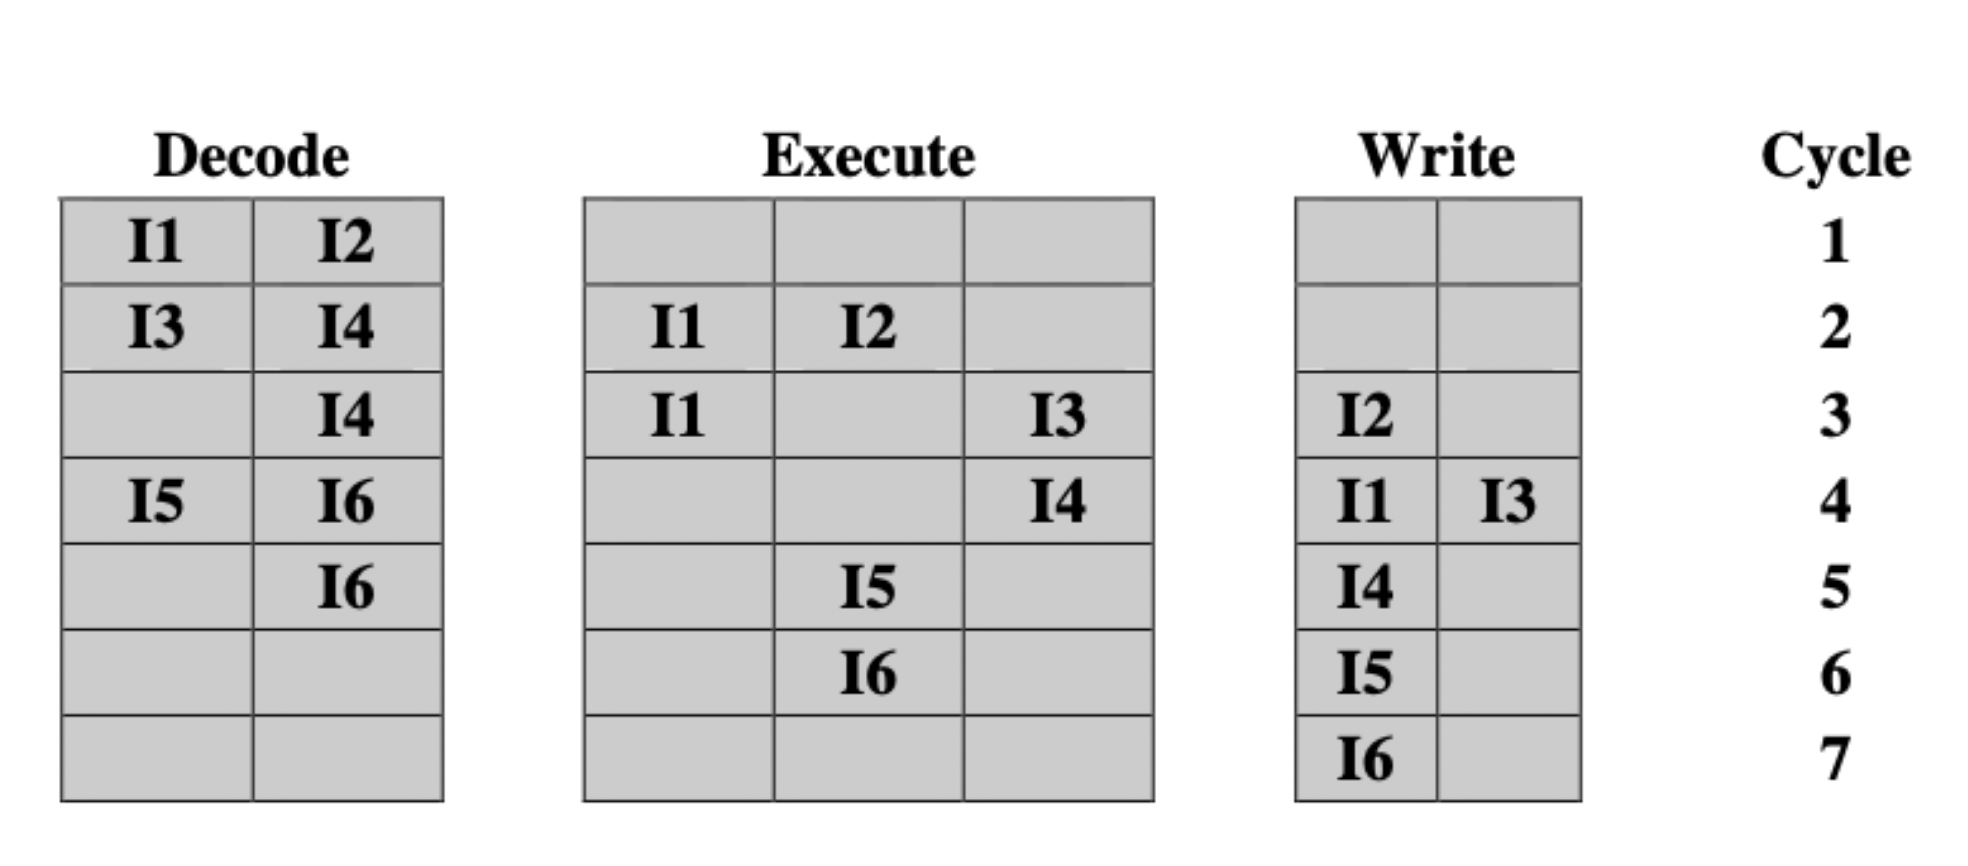 Decode Execute Write Cycle
I1 I2 1
I3 I4 I1 I2 2
I4 I1 I3 I2 3
I5 I6 I4 I1 I3 4
I6 I5 I4 5
I6 I5 6
I6 7